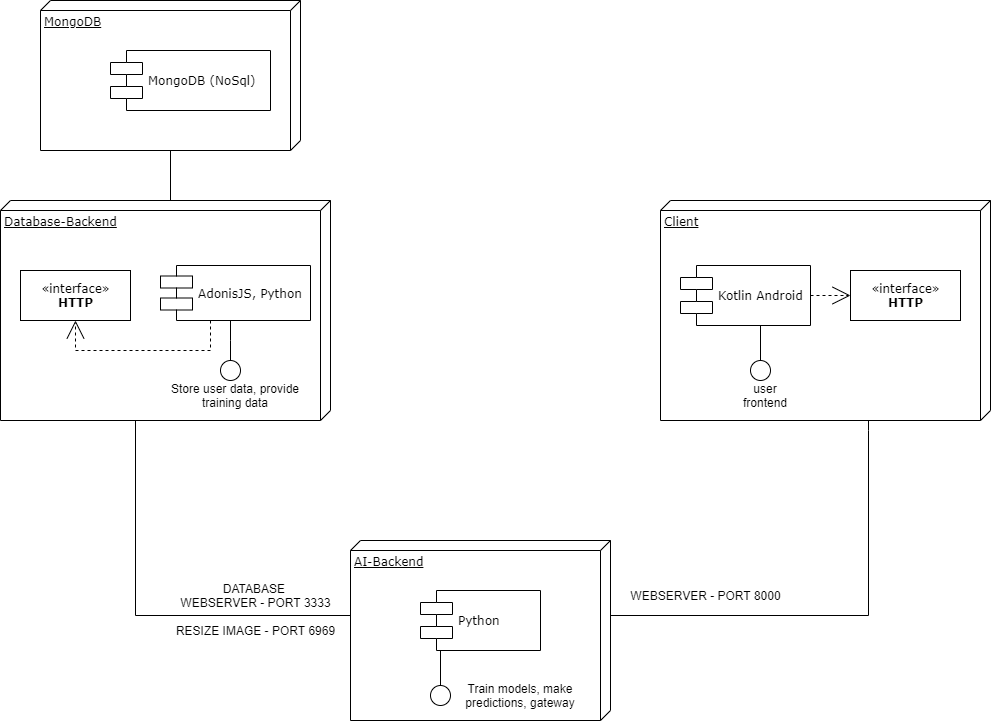 MongoDB
MongoDB (NoSql)
Database-Backend
«interface»
HTTP
AdonisJS, Python
Store user data, provide
training data
Client
Kotlin Android
«interface»
HTTP
user
frontend
DATABASE
WEBSERVER - PORT 3333
RESIZE IMAGE - PORT 6969
AI-Backend
Python
Train models, make
predictions, gateway
WEBSERVER - PORT 8000